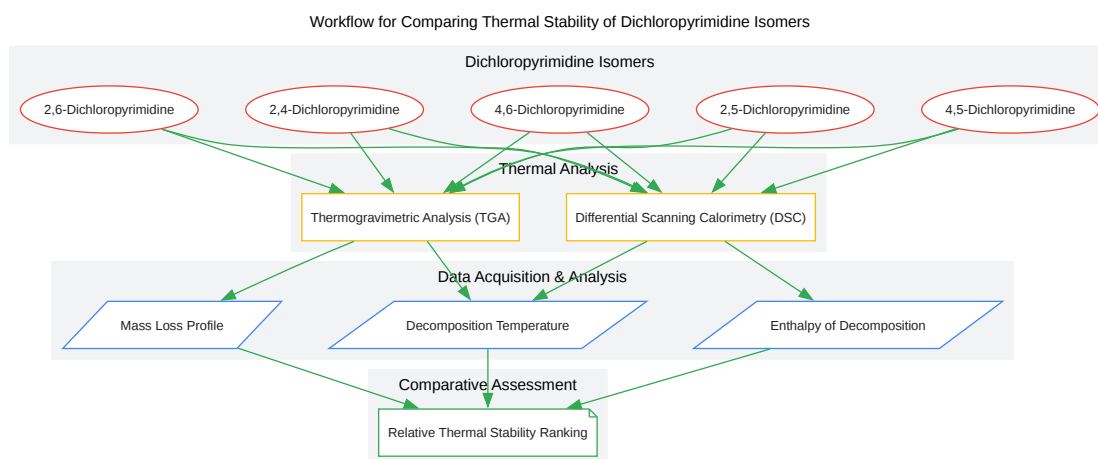 Workflow for Comparing Thermal Stability of Dichloropyrimidine Isomers
Dichloropyrimidine Isomers
2,6-Dichloropyrimidine
2,4-Dichloropyrimidine
4,6-Dichloropyrimidine
2,5-Dichloropyrimidine
4,5-Dichloropyrimidine
Thermal Analysis
Thermogravimetric Analysis (TGA)
Differential Scanning Calorimetry (DSC)
Data Acquisition & Analysis
Mass Loss Profile
Decomposition Temperature
Enthalpy of Decomposition
Comparative Assessment
Relative Thermal Stability Ranking